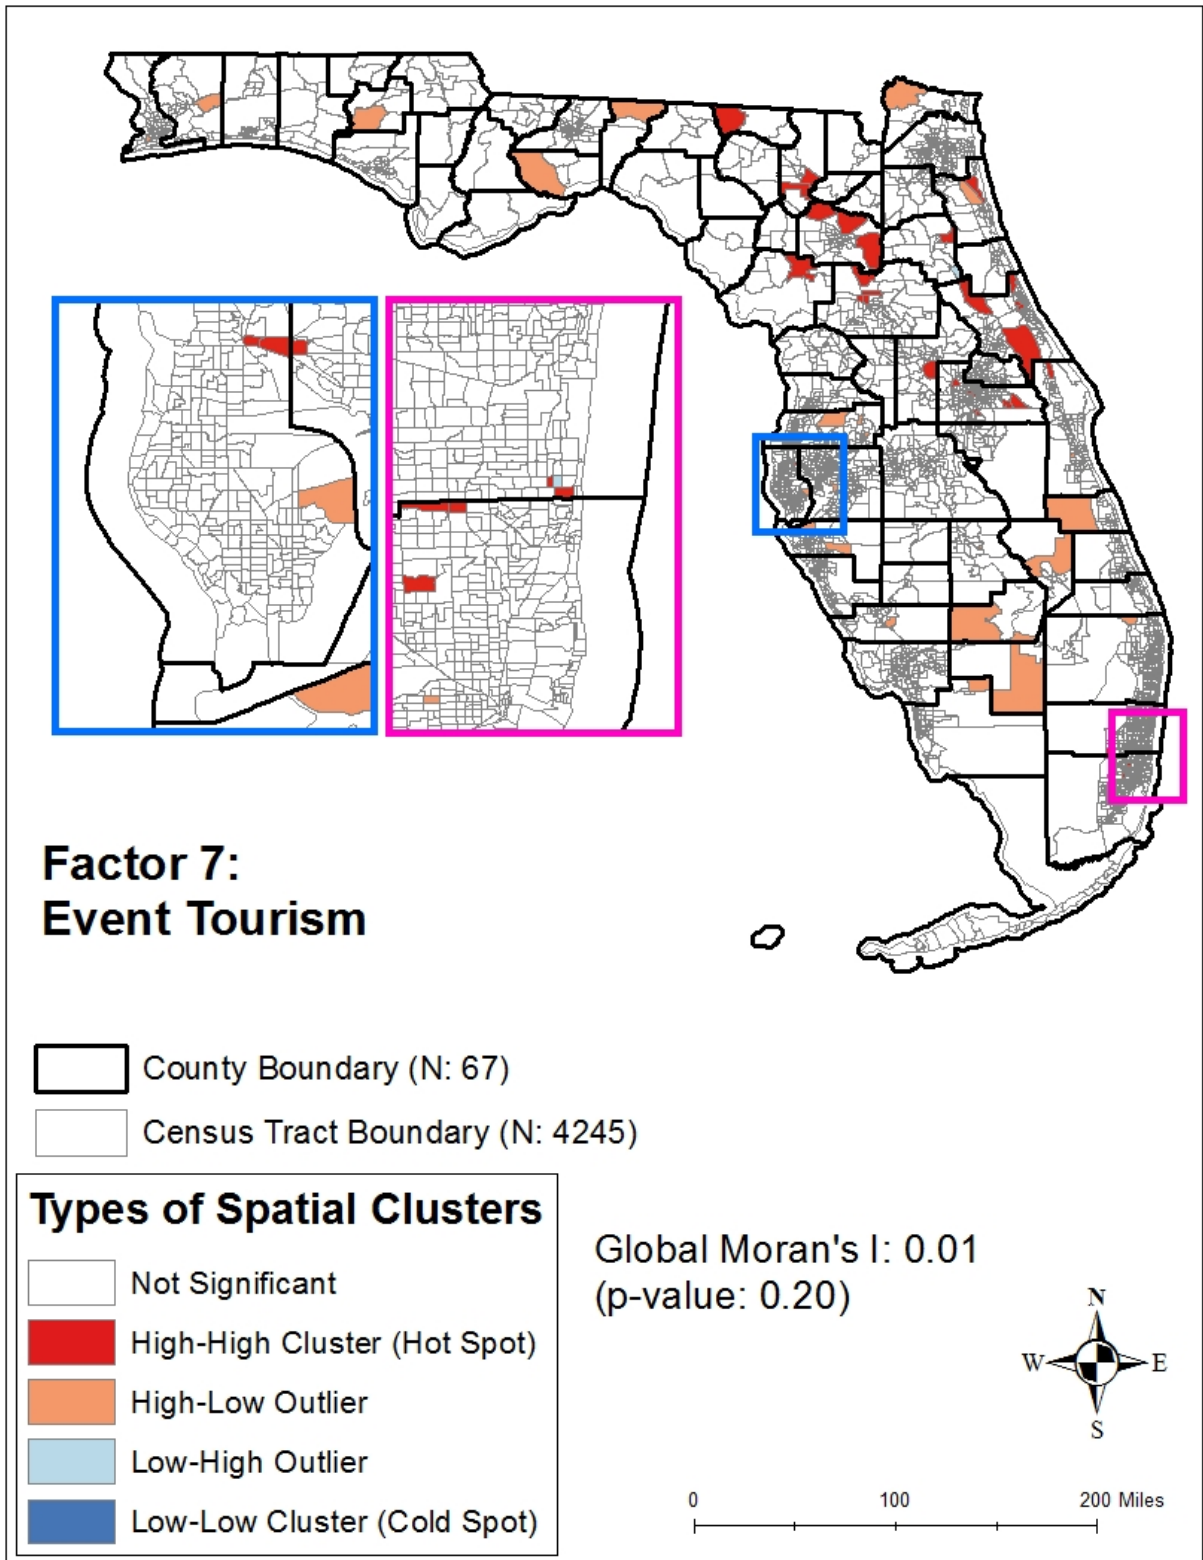 Factor 7:
Event Tourism
County Boundary (N: 67)
Census Tract Boundary (N: 4245)
Types of Spatial Clusters
Not Significant
High-High Cluster (Hot Spot)
High-Low Outlier
Low-High Outlier
Low-Low Cluster (Cold Spot)
Global Moran's I: 0.01
(p-value: 0.20)
N
W E
S
0 100 200 Miles